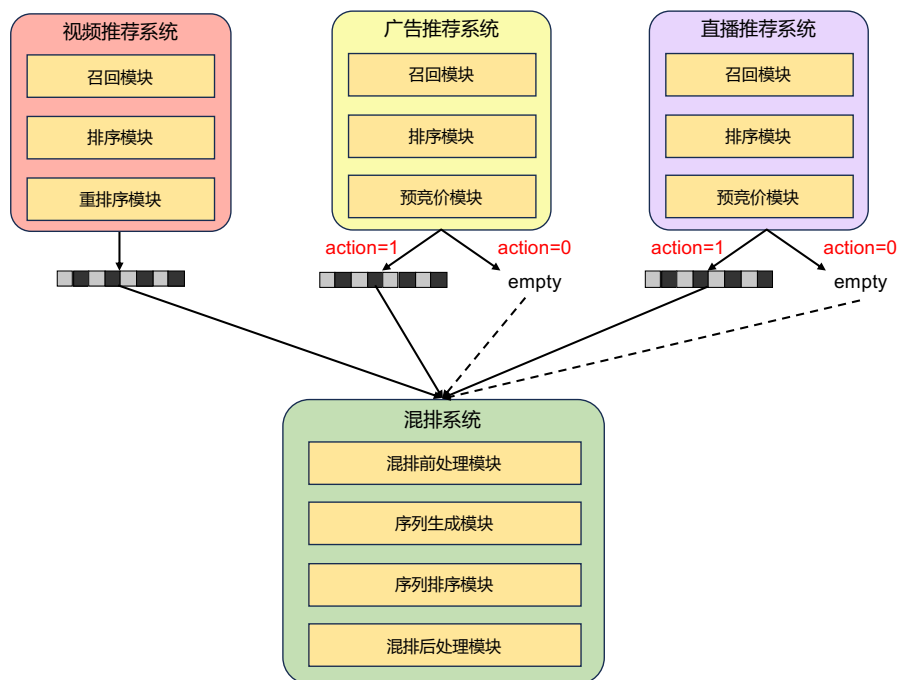 视频推荐系统
召回模块
排序模块
重排序模块
广告推荐系统
召回模块
排序模块
预竞价模块
直播推荐系统
召回模块
排序模块
预竞价模块
action=1
action=0
empty
action=1
action=0
empty
混排系统
混排前处理模块
序列生成模块
序列排序模块
混排后处理模块